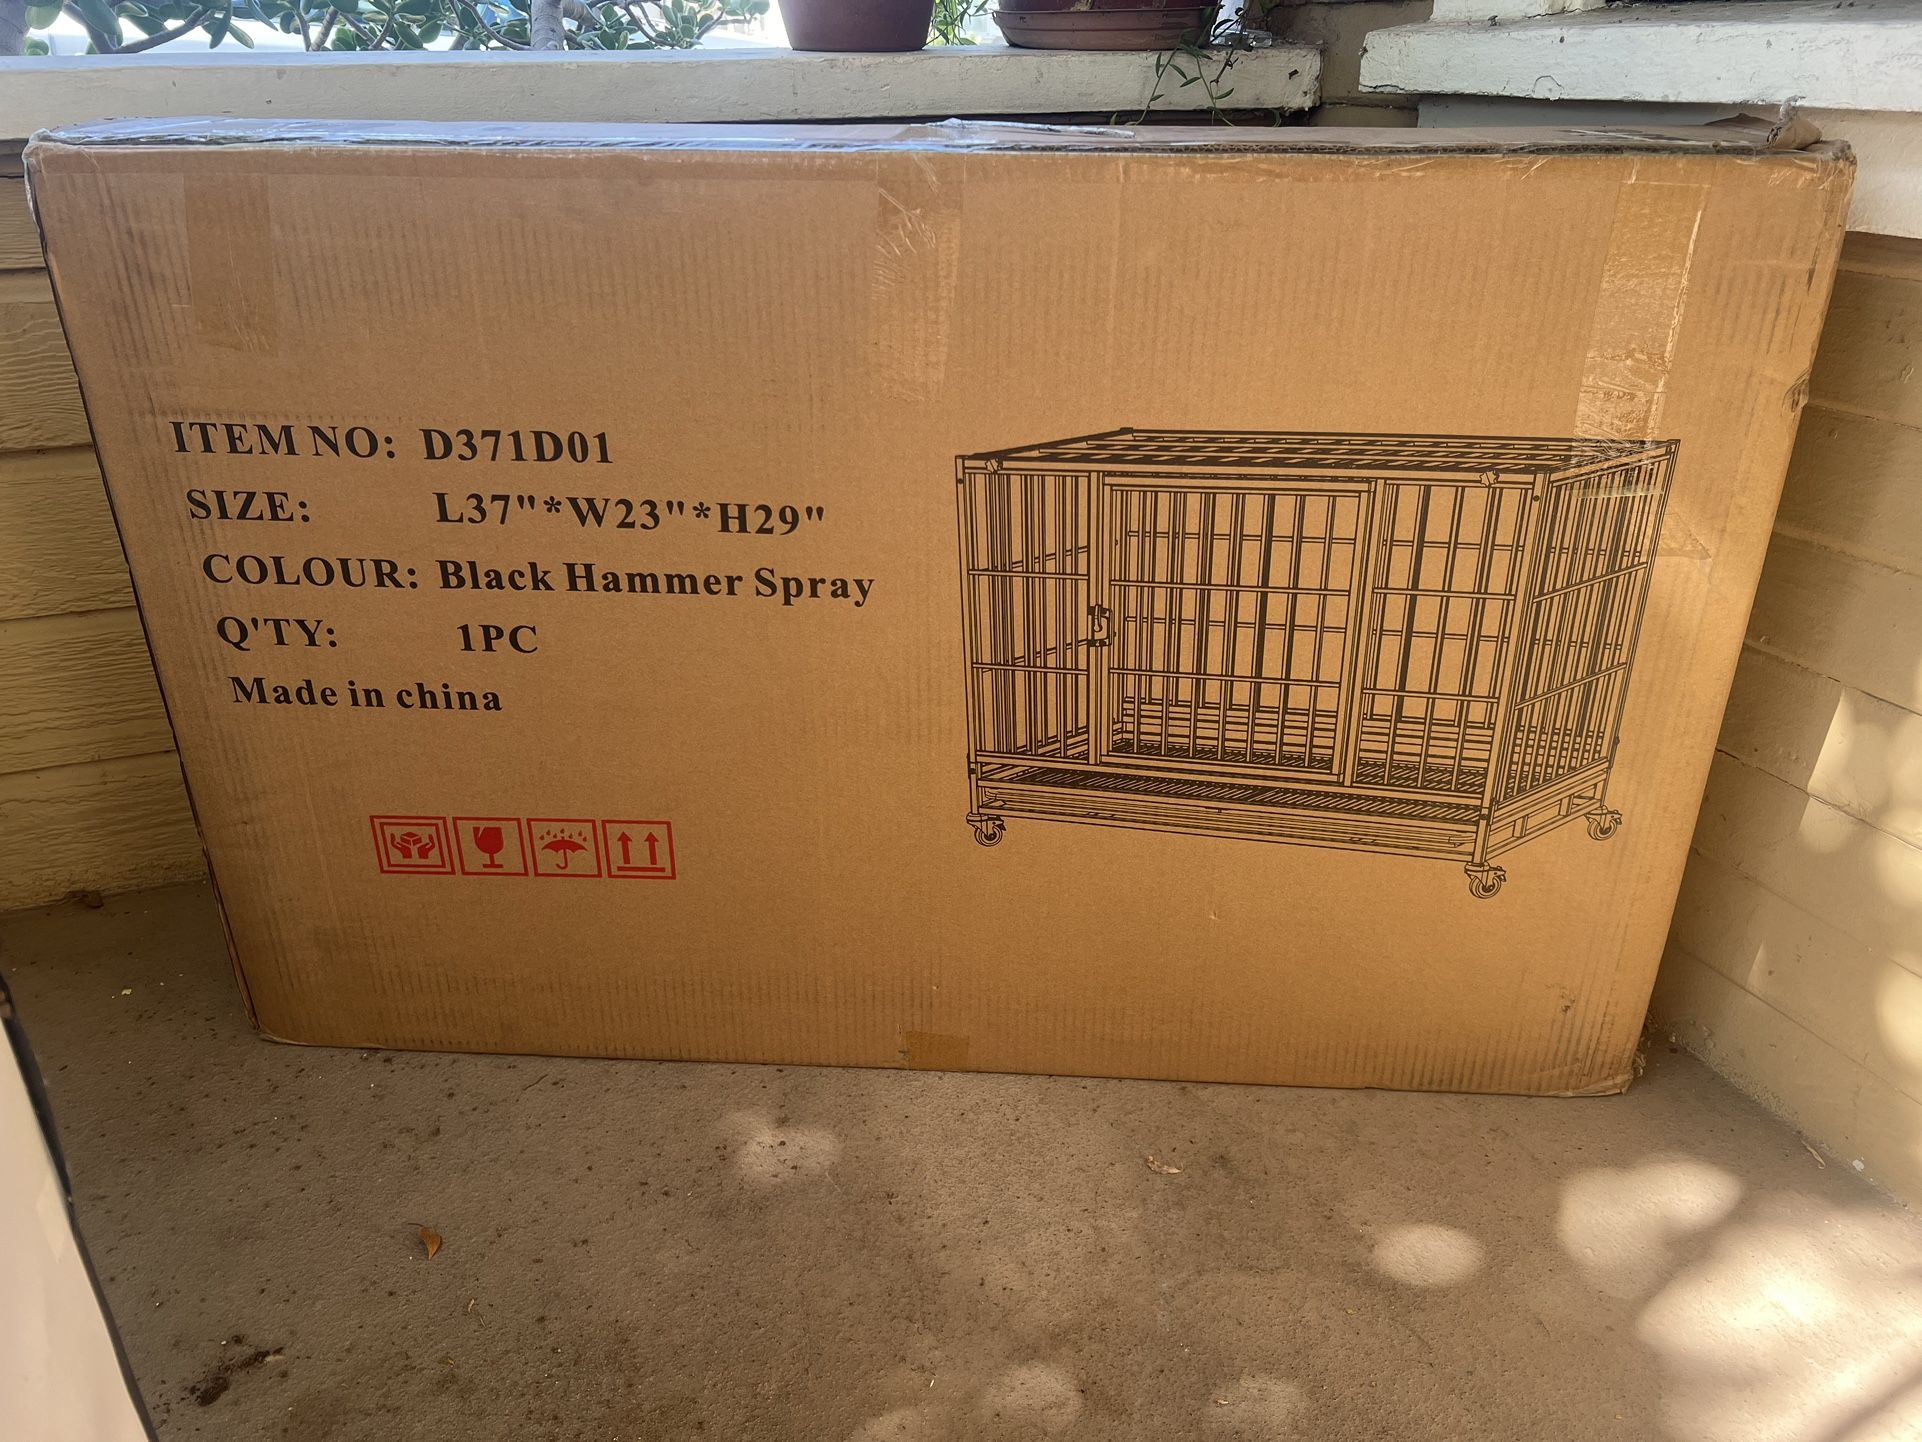 ITEM NO: D371D01
SIZE: L37"*W23"*H29"
COLOUR: Black Hammer Spray
Q'TY: 1PC
Made in china